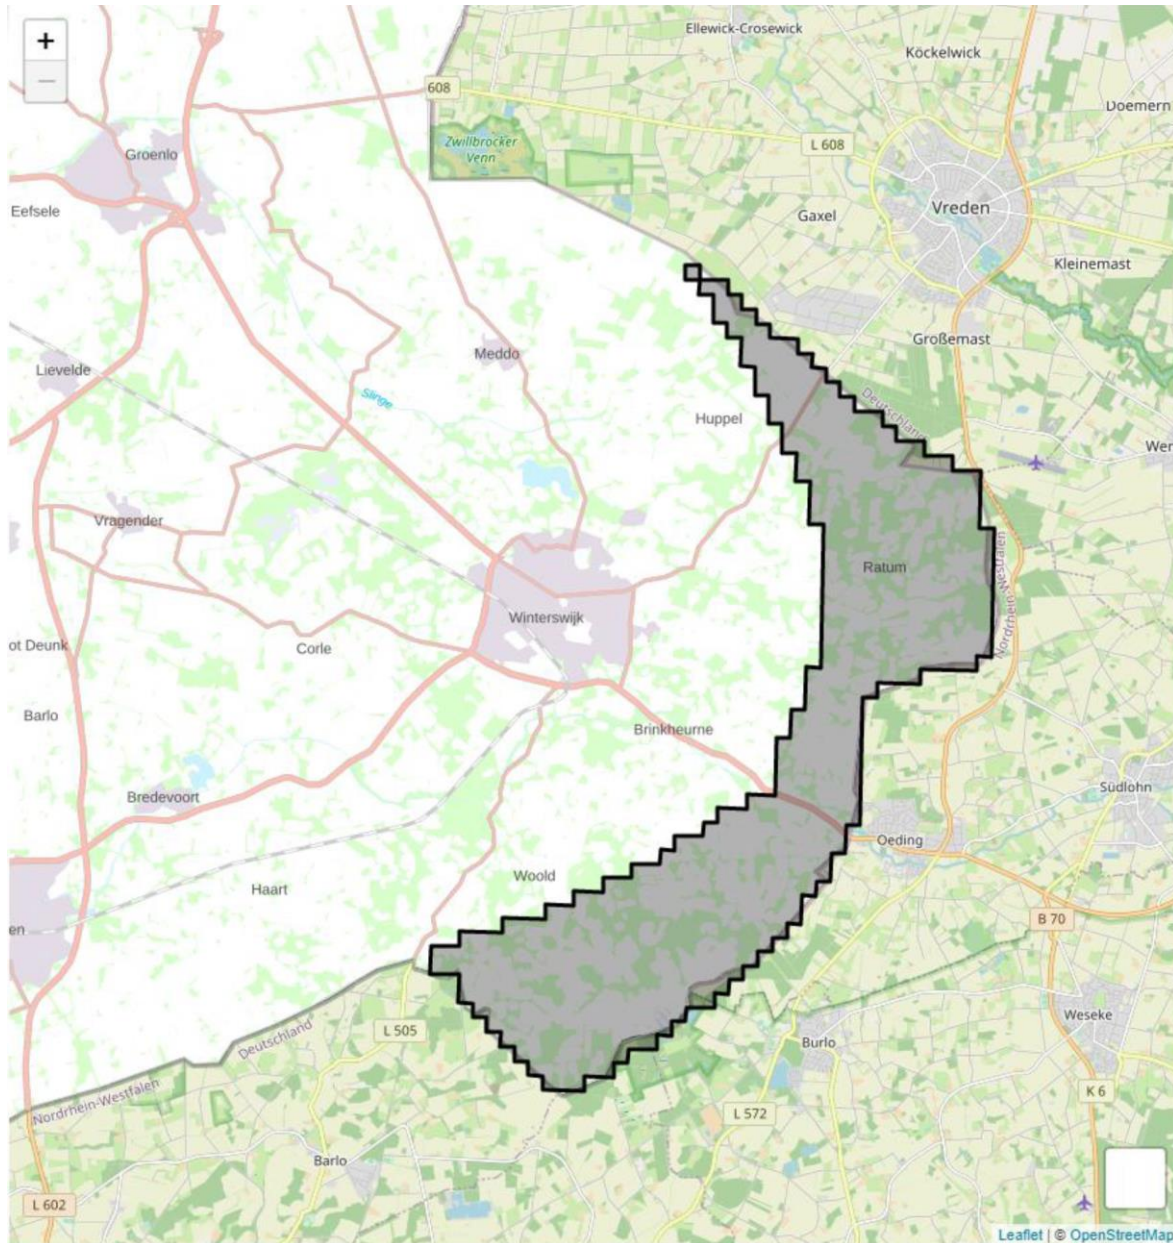 +
−
Ellewick-Crosewick
Köckelwick
608
Doemern
Zwillbrocker
Venn
L 608
Groenlo
Vreden
Eefsele
Gaxel
Kleinemast
Großemast
Meddo
Lievelde
Slinge
Deutschland
Huppel
Wer
Vragender
Nordrhein-Westfalen
Ratum
Winterswijk
ot Deunk
Corle
Barlo
Brinkheurne
Südlohn
Bredevoort
Oeding
Woold
Haart
B 70
en
L 505
Deutschland
Weseke
Burlo
Nordrhein-Westfalen
K 6
L 572
Barlo
L 602
Leaflet | © OpenStreetMap